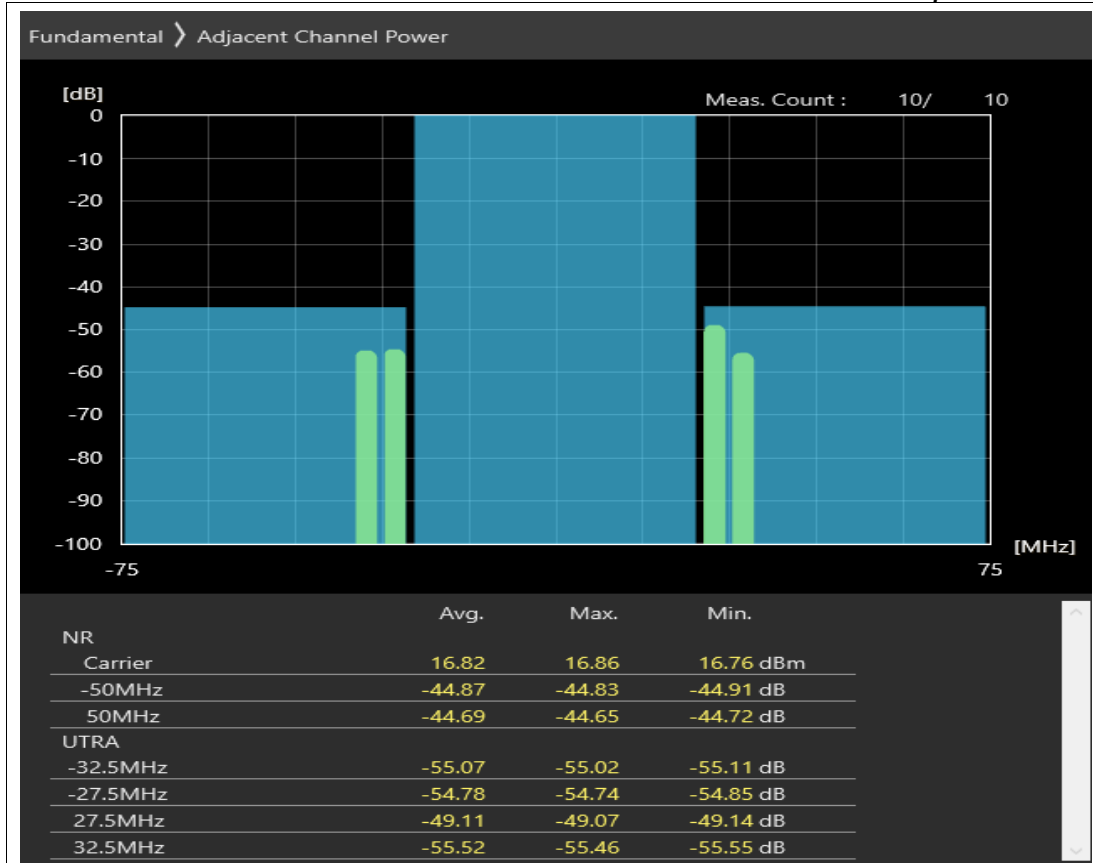 Fundamental ❯ Adjacent Channel Power
[dB]
Meas. Count : 10/ 10
0
-10
-20
-30
-40
-50
-60
-70
-80
-90
-100
[MHz]
-75 75
Avg. Max. Min.
NR
Carrier 16.82 16.86 16.76 dBm
-50MHz -44.87 -44.83 -44.91 dB
50MHz -44.69 -44.65 -44.72 dB
UTRA
-32.5MHz -55.07 -55.02 -55.11 dB
-27.5MHz -54.78 -54.74 -54.85 dB
27.5MHz -49.11 -49.07 -49.14 dB
32.5MHz -55.52 -55.46 -55.55 dB